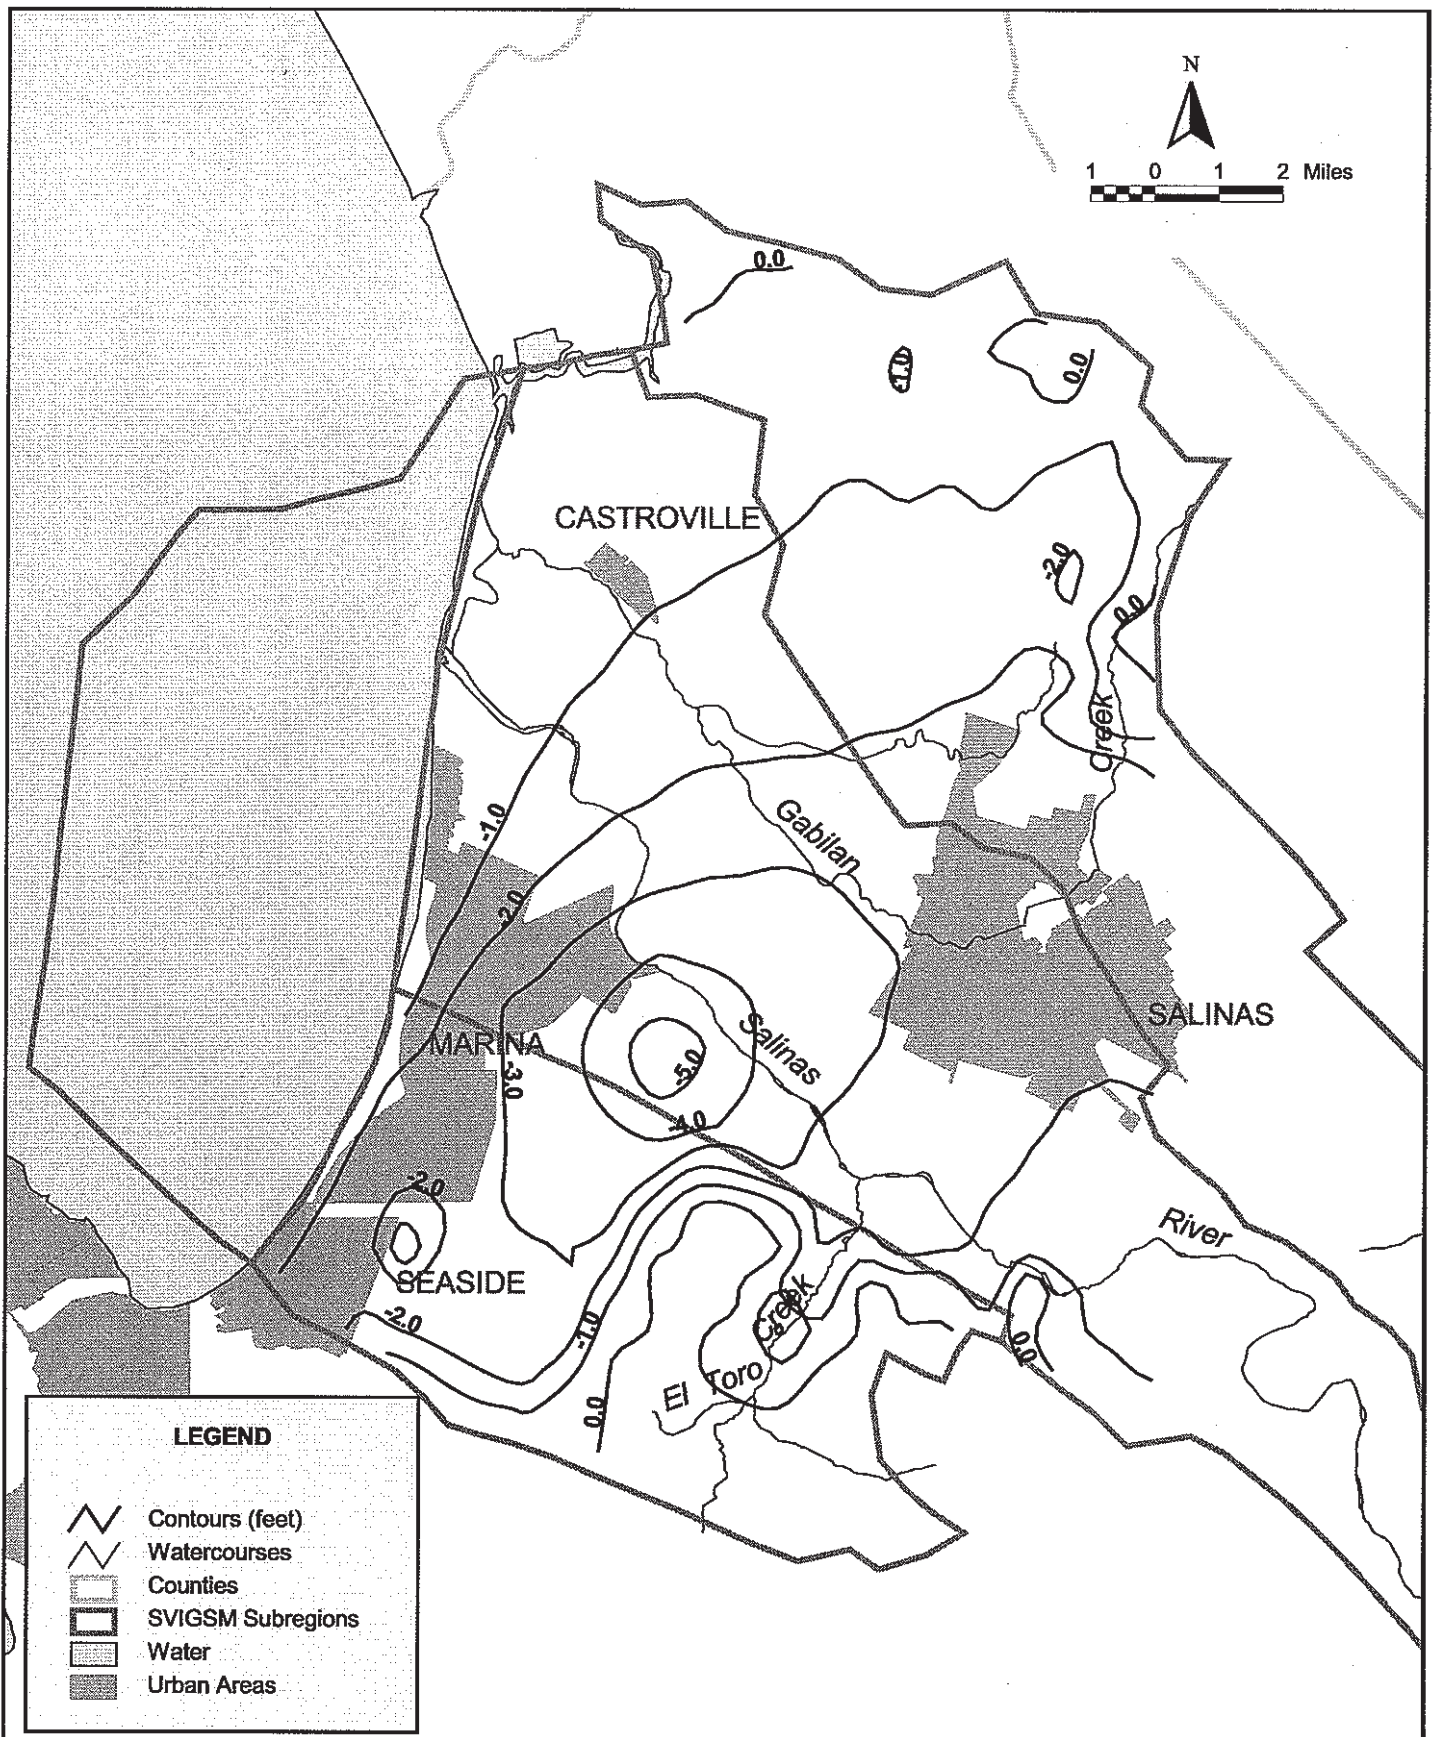 N
1 0 1 2 Miles
0.0
-1.0
0.0
CASTROVILLE
-2.0
0.0
Creek
-1.0
Gabilan
2.0
SALINAS
MARINA
Salinas
-3.0
-5.0
-4.0
-2.0
River
SEASIDE
-2.0
-1.0
Creek
0.0
El Toro
0.0
LEGEND
Contours (feet)
Watercourses
Counties
SVIGSM Subregions
Water
Urban Areas